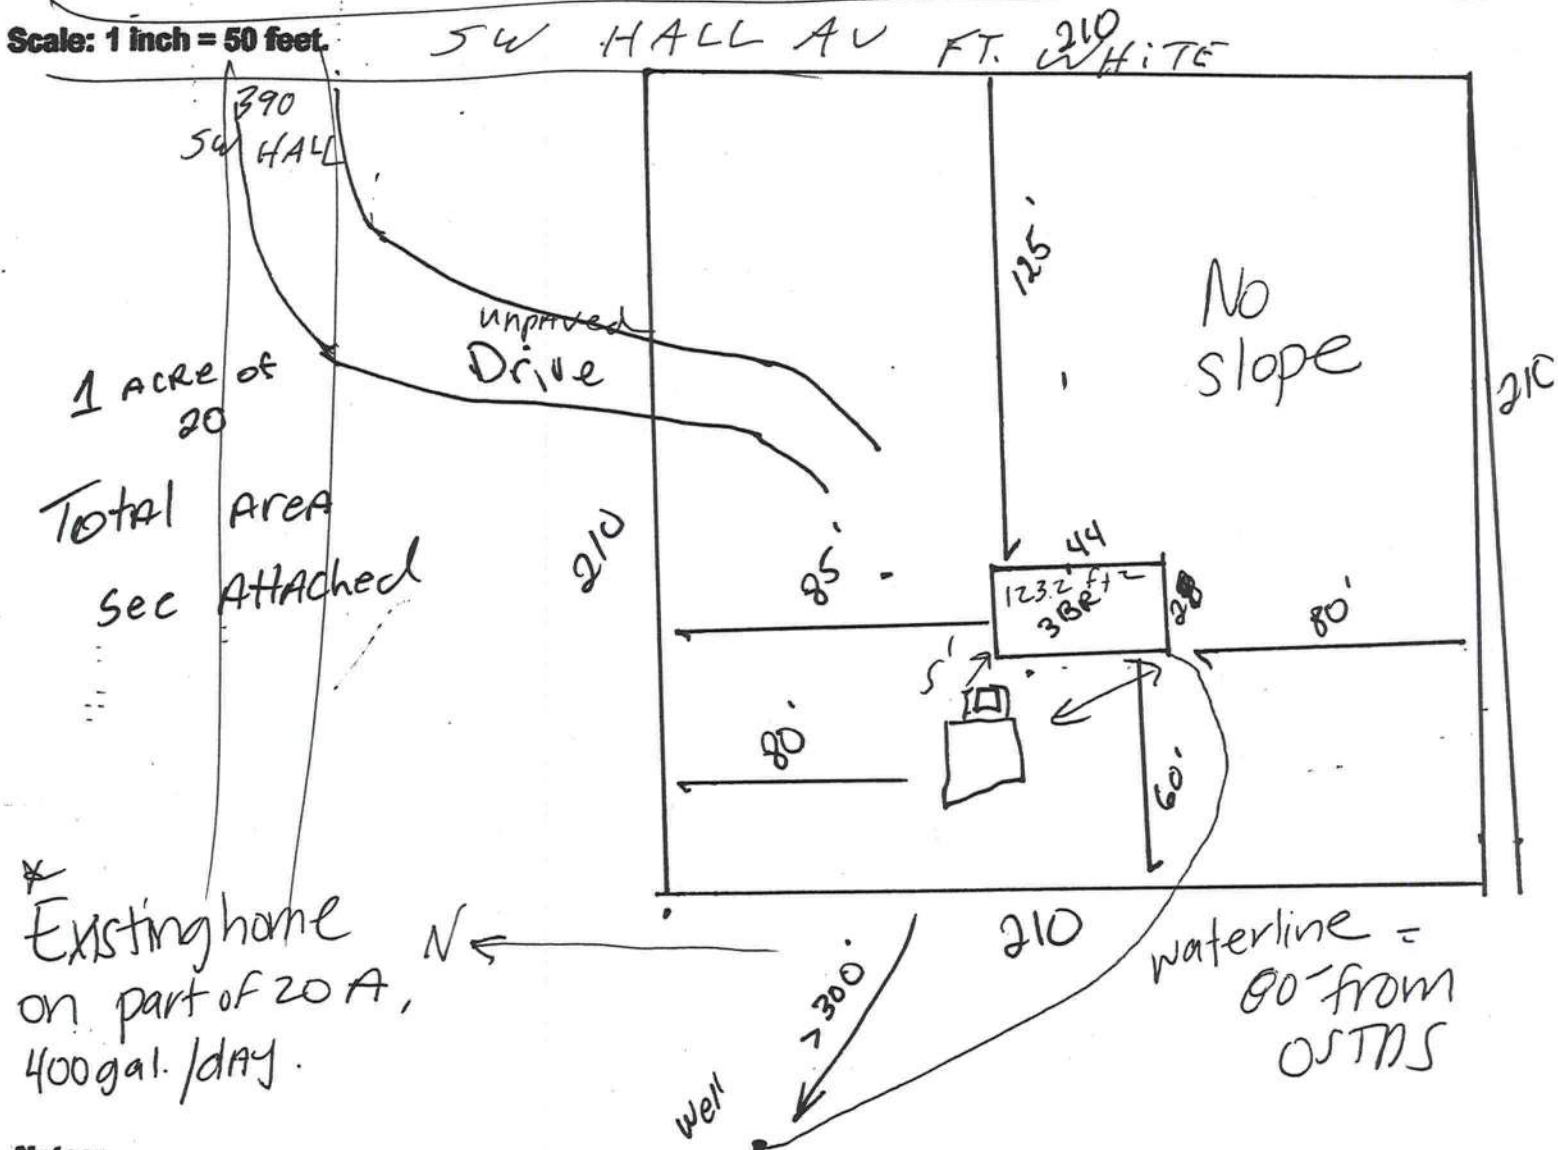 Scale: 1 inch = 50 feet.
SW HALL AV FT. WHITE
210
390
SW HALL
125'
No
slope
unpaved
Drive
1 ACRE of
20
210
210
Total Area
See Attached
85'
44
1232 ft2
3BR
28
80'
5'
80'
60'
*
Existing home
on part of 20 A,
400 gal. / day.
N
210
>300'
waterline =
from
Well